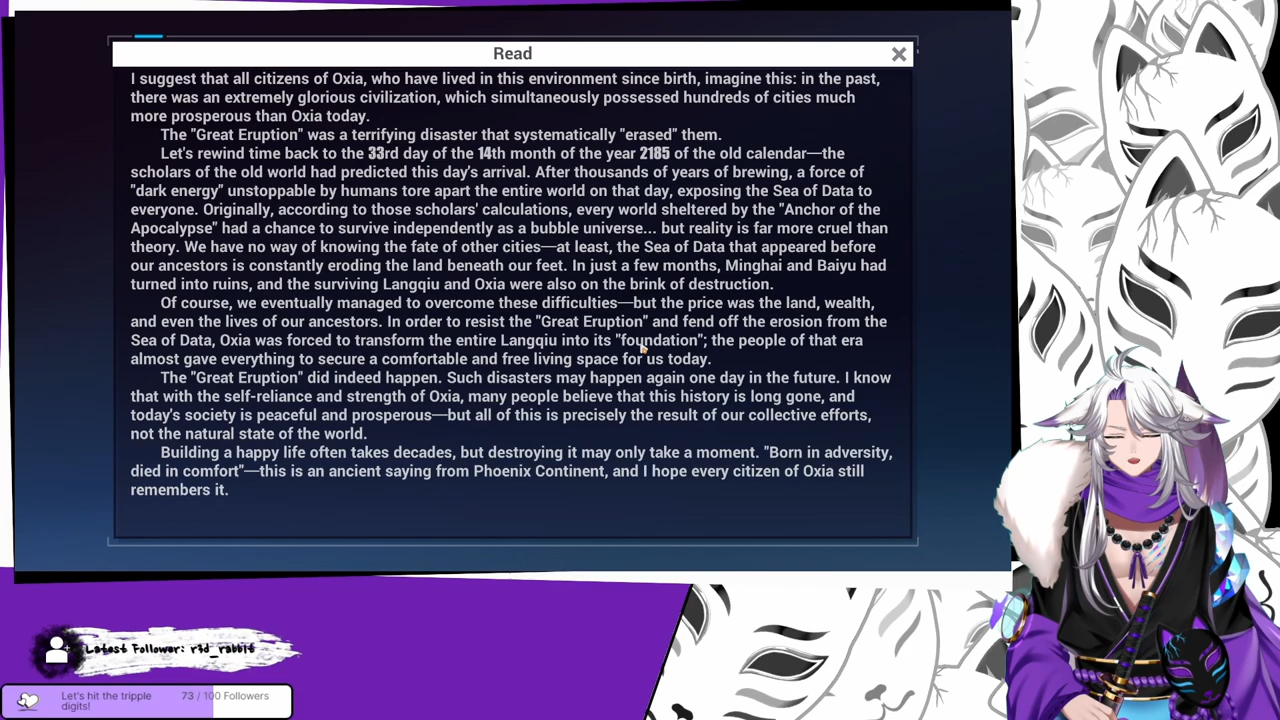 Read
I suggest that all citizens of Oxia, who have lived in this environment since birth, imagine this: in the past,
there was an extremely glorious civilization, which simultaneously possessed hundreds of cities much
more prosperous than Oxia today.
The "Great Eruption" was a terrifying disaster that systematically "erased" them.
Let's rewind time back to the 33rd day of the 14th month of the year 2185 of the old calendar—the
scholars of the old world had predicted this day's arrival. After thousands of years of brewing, a force of
"dark energy" unstoppable by humans tore apart the entire world on that day, exposing the Sea of Data to
everyone. Originally, according to those scholars' calculations, every world sheltered by the "Anchor of the
Apocalypse" had a chance to survive independently as a bubble universe... but reality is far more cruel than
theory. We have no way of knowing the fate of other cities—at least, the Sea of Data that appeared before
our ancestors is constantly eroding the land beneath our feet. In just a few months, Minghai and Baiyu had
turned into ruins, and the surviving Langqiu and Oxia were also on the brink of destruction.
Of course, we eventually managed to overcome these difficulties—but the price was the land, wealth,
and even the lives of our ancestors. In order to resist the "Great Eruption" and fend off the erosion from the
Sea of Data, Oxia was forced to transform the entire Langqiu into its "foundation"; the people of that era
almost gave everything to secure a comfortable and free living space for us today.
The "Great Eruption" did indeed happen. Such disasters may happen again one day in the future. I know
that with the self-reliance and strength of Oxia, many people believe that this history is long gone, and
today's society is peaceful and prosperous—but all of this is precisely the result of our collective efforts,
not the natural state of the world.
Building a happy life often takes decades, but destroying it may only take a moment. "Born in adversity,
died in comfort"—this is an ancient saying from Phoenix Continent, and I hope every citizen of Oxia still
remembers it.
Latest Follower: r3d_rabbit
Let's hit the tripple
digits!
73 / 100 Followers